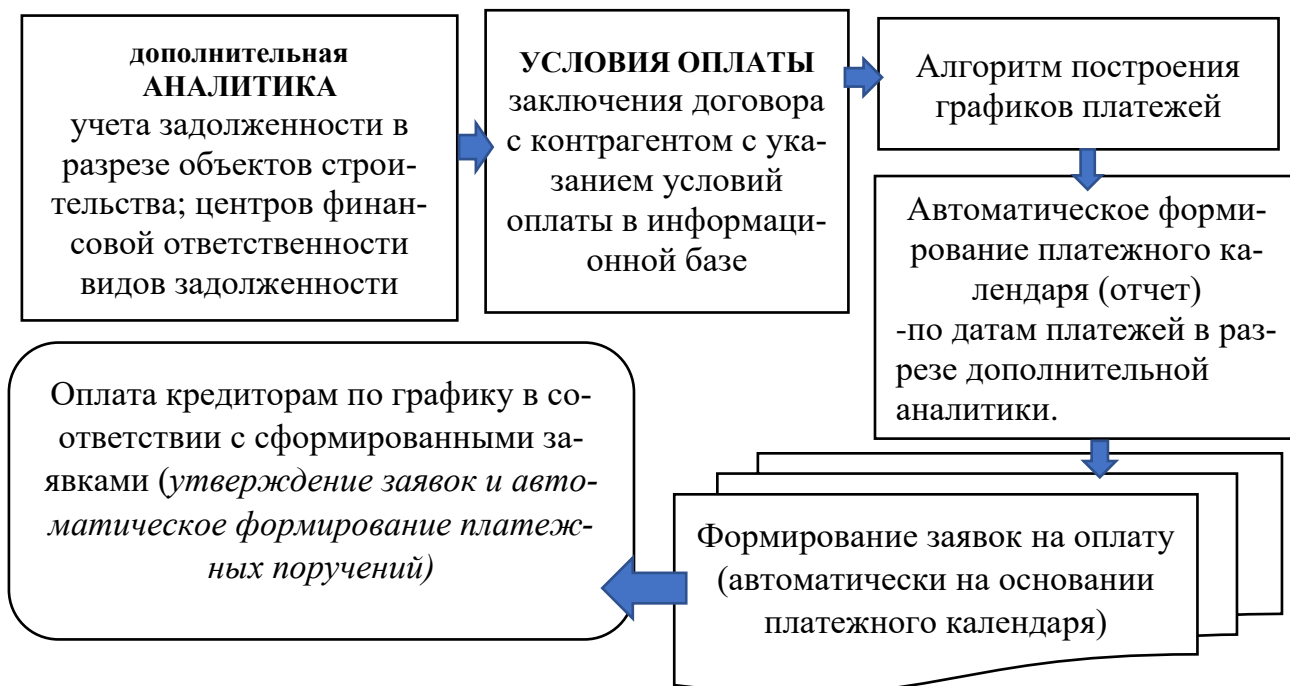 дополнительная
АНАЛИТИКА
учета задолженности в
разрезе объектов строи-
тельства; центров финан-
совой ответственности
видов задолженности
УСЛОВИЯ ОПЛАТЫ
заключения договора
с контрагентом с ука-
занием условий
оплаты в информаци-
онной базе
Алгоритм построения
графиков платежей
Автоматическое форми-
рование платежного ка-
лендаря (отчет)
-по датам платежей в раз-
резе дополнительной
аналитики.
Формирование заявок на оплату
(автоматически на основании
платежного календаря)
Оплата кредиторам по графику в со-
ответствии с сформированными за-
явками (утверждение заявок и авто-
матическое формирование платеж-
ных поручений)